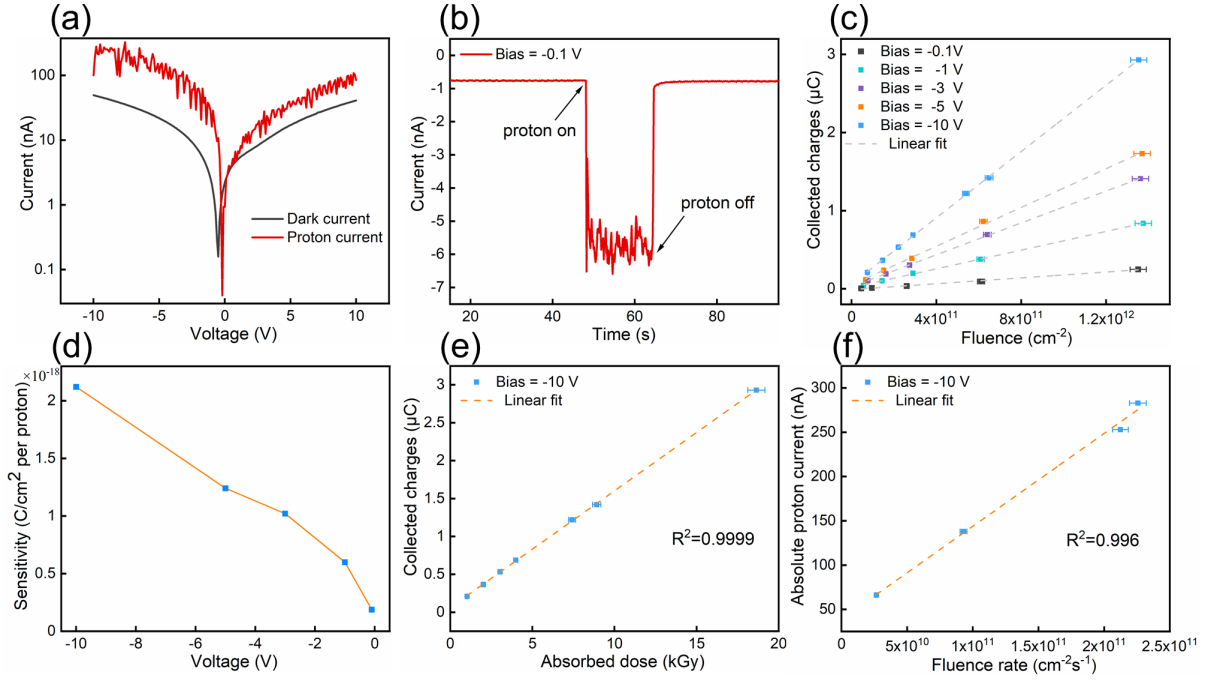 (a)
100
10
1
0.1
Current (nA)
Dark current
Proton current
-10
-5
0
5
10
Voltage (V)
(b)
Bias = -0.1 V
0
-1
-2
-3
-4
-5
-6
-7
Current (nA)
proton on
proton off
20
40
60
80
Time (s)
(c)
Bias = -0.1V
Bias = -1 V
Bias = -3 V
Bias = -5 V
Bias = -10 V
Linear fit
3
2
1
0
Collected charges (μC)
4x10¹¹
8x10¹¹
1.2x10¹²
Fluence (cm⁻²)
(d)
×10⁻¹⁸
2
1.5
1
0.5
0
Sensitivity (C/cm² per proton)
-10
-8
-6
-4
-2
0
Voltage (V)
(e)
Bias = -10 V
Linear fit
3.0
2.5
2.0
1.5
1.0
0.5
0
Collected charges (μC)
R²=0.9999
0
5
10
15
20
Absorbed dose (kGy)
(f)
Bias = -10 V
Linear fit
300
250
200
150
100
50
Absolute proton current (nA)
R²=0.996
5x10¹⁰
1x10¹¹
1.5x10¹¹
2x10¹¹
2.5x10¹¹
Fluence rate (cm⁻²s⁻¹)